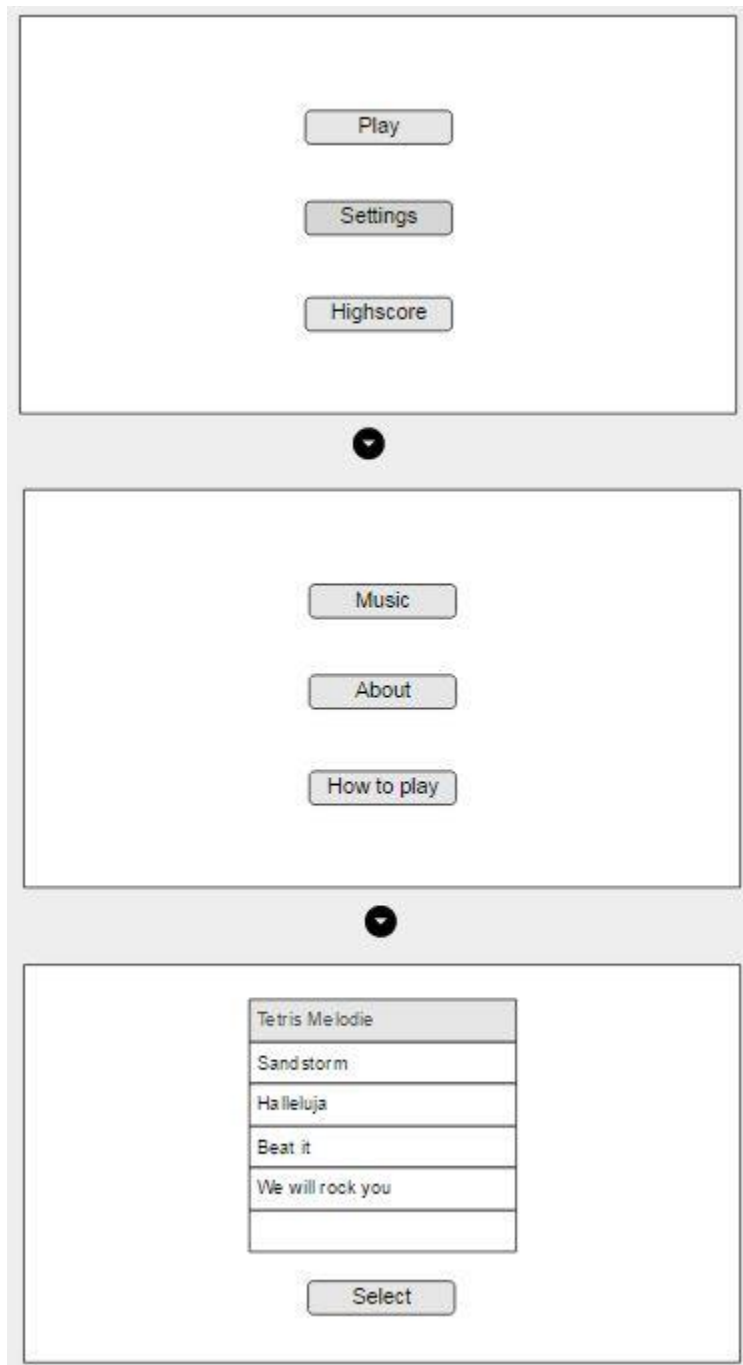 Play
Settings
Highscore
Music
About
How to play
Tetris Melodie
Sandstorm
Halleluja
Beat it
We will rock you
Select